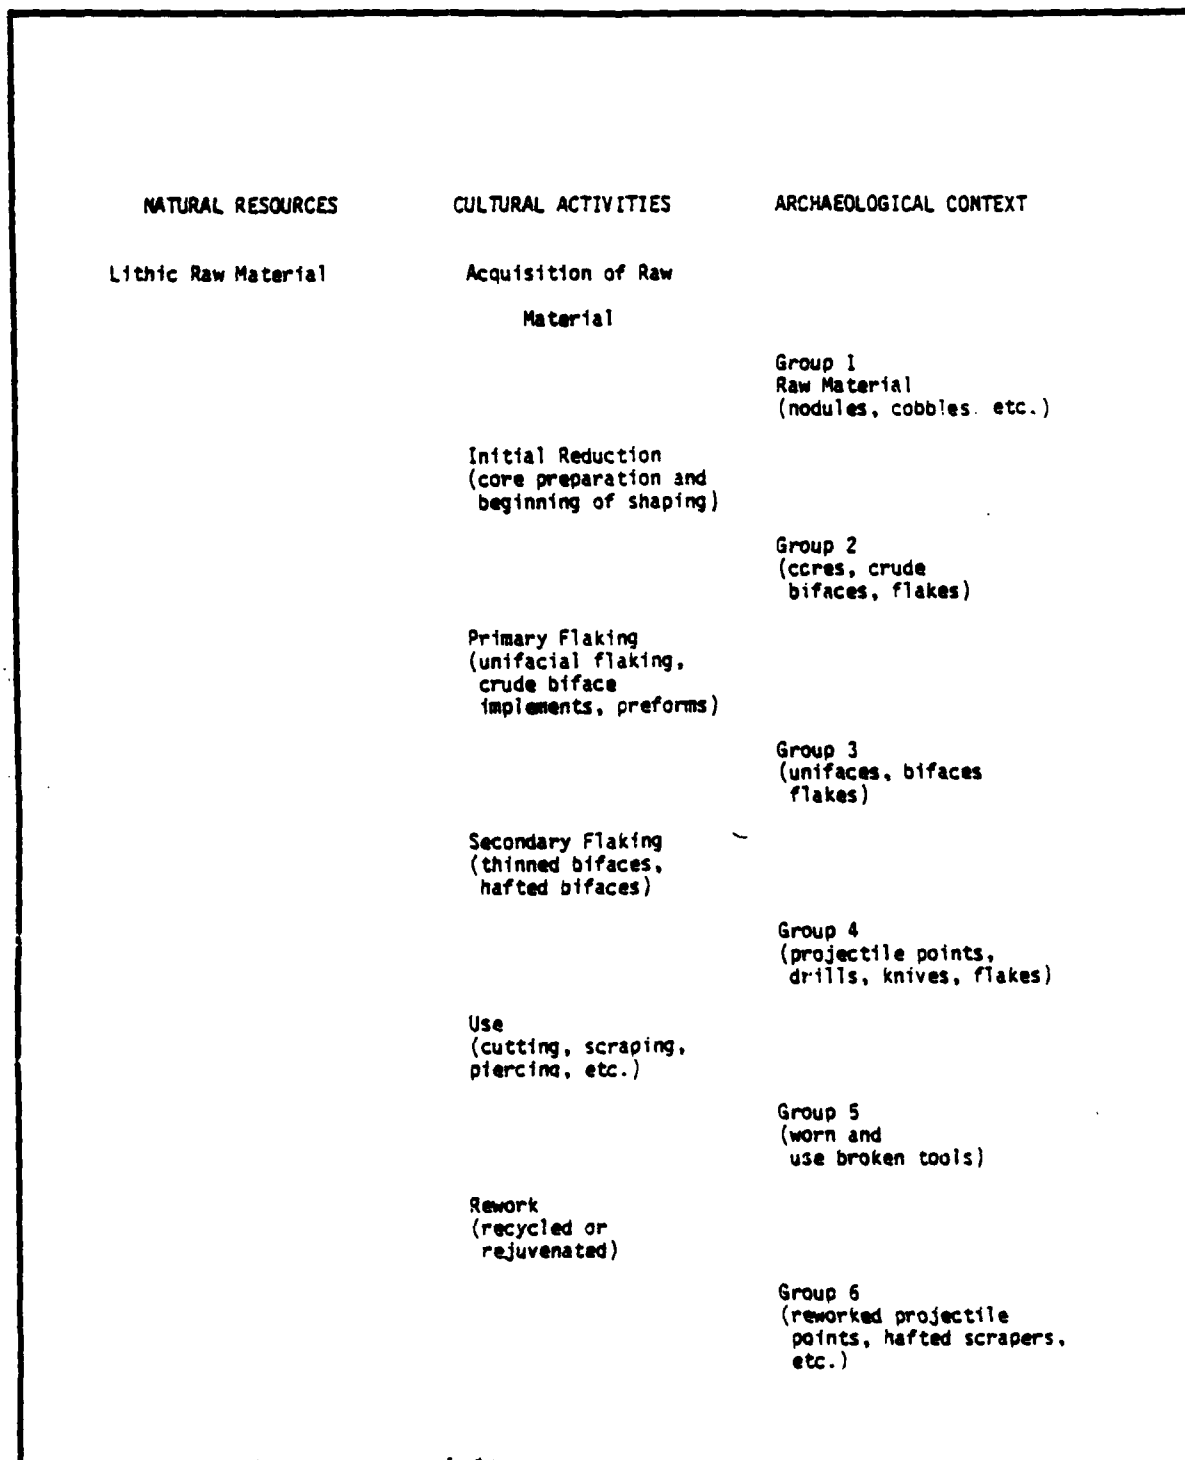 NATURAL RESOURCES CULTURAL ACTIVITIES ARCHAEOLOGICAL CONTEXT
Lithic Raw Material Acquisition of Raw
Material
Group 1
Raw Material
(nodules, cobbles. etc.)
Initial Reduction
(core preparation and
beginning of shaping)
Group 2
(ccres, crude
bifaces, flakes)
Primary Flaking
(unifacial flaking,
crude biface
implements, preforms)
Group 3
(unifaces, bifaces
flakes)
Secondary Flaking
(thinned bifaces,
hafted bifaces)
Group 4
(projectile points,
drills, knives, flakes)
Use
(cutting, scraping,
piercing, etc.)
Group 5
(worn and
use broken tools)
Rework
(recycled or
rejuvenated)
Group 6
(reworked projectile
points, hafted scrapers,
etc.)